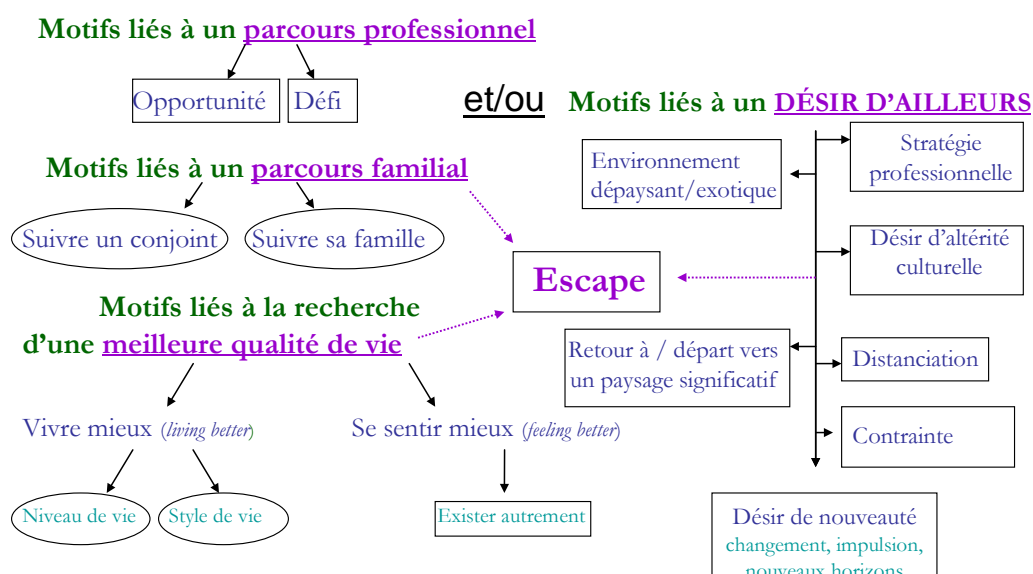 Motifs liés à un parcours professionnel
Opportunité
Défi
et/ou
Motifs liés à un DÉSIR D'AILLEURS
Motifs liés à un parcours familial
Suivre un conjoint
Suivre sa famille
Environnement
dépaysant/exotique
Stratégie
professionnelle
Désir d'altérité
culturelle
Escape
Motifs liés à la recherche
d'une meilleure qualité de vie
Retour à / départ vers
un paysage significatif
Distanciation
Contrainte
Vivre mieux (living better)
Se sentir mieux (feeling better)
Niveau de vie
Style de vie
Exister autrement
Désir de nouveauté
changement, impulsion,
nouveaux horizons